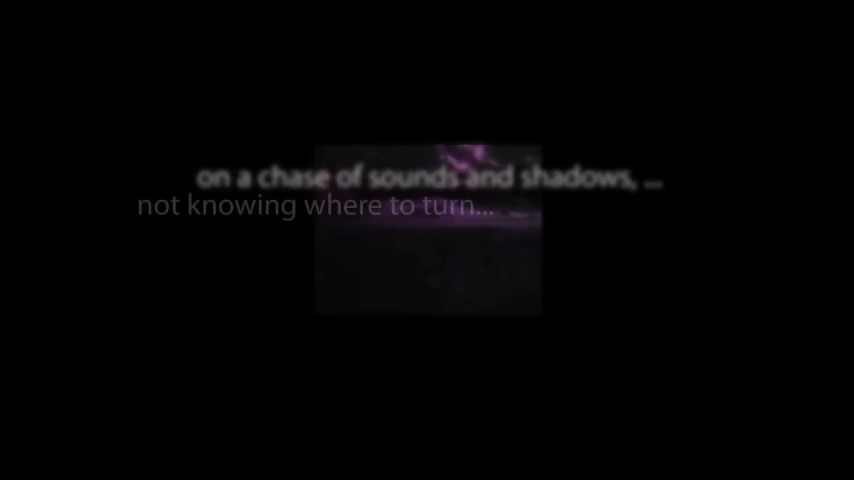 on a chase of sounds and shadows, ...
not knowing where to turn...